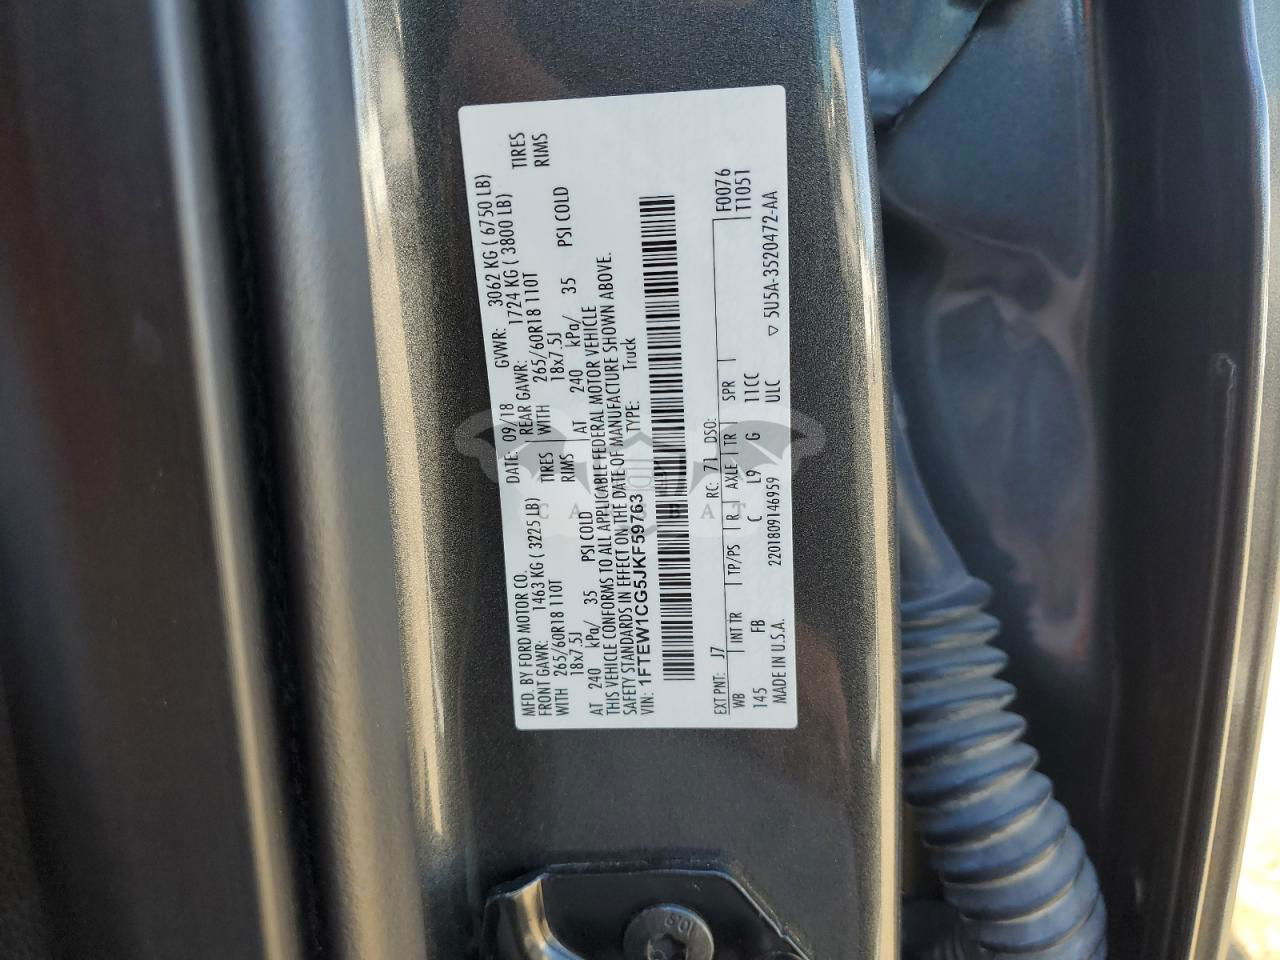 MFD. BY FORD MOTOR CO.
DATE: 09/18
GVWR: 3062 KG ( 6750 LB)
FRONT GAWR: 1463 KG ( 3225 LB)
REAR GAWR: 1724 KG ( 3800 LB)
WITH 265/60R18 110T TIRES
WITH 265/60R18 110T TIRES
18x7.5J RIMS
18x7.5J RIMS
AT 240 kPa/ 35 PSI COLD
AT 240 kPa/ 35 PSI COLD
THIS VEHICLE CONFORMS TO ALL APPLICABLE FEDERAL MOTOR VEHICLE
SAFETY STANDARDS IN EFFECT ON THE DATE OF MANUFACTURE SHOWN ABOVE.
VIN: 1FTEW1CG5JKF59763 TYPE: Truck
EXT PNT: J7 RC: 71 DSO: F0076
WB INT TR TP/PS R AXLE TR SPR T1051
145 FB C L9 G 11CC
MADE IN U.S.A. 2201809146959 ULC ▽ 5U5A-3520472-AA
CARSBAT
10.9